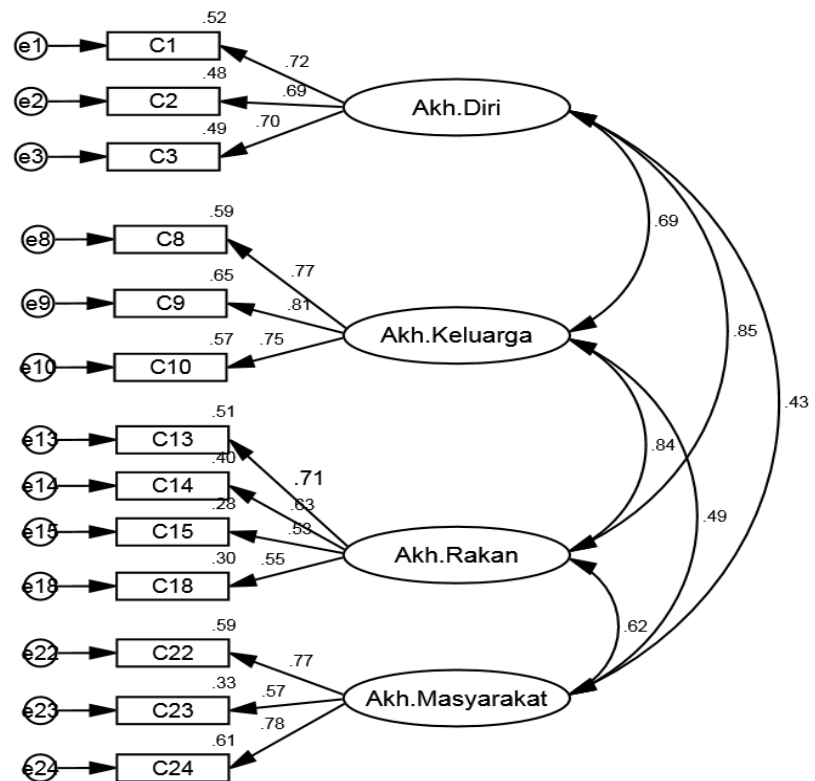 .52
e1
C1
.72
.48
e2
C2
.69
Akh.Diri
.49
.70
e3
C3
.59
.69
e8
C8
.77
.65
e9
C9
.81
Akh.Keluarga
.85
.57
.75
e10
C10
.43
.51
e13
C13
.84
.40
.71
e14
C14
.63
.28
.49
e15
C15
.53
Akh.Rakan
.30
.55
e18
C18
.59
.62
e22
C22
.77
.33
.57
Akh.Masyarakat
e23
C23
.78
.61
e24
C24